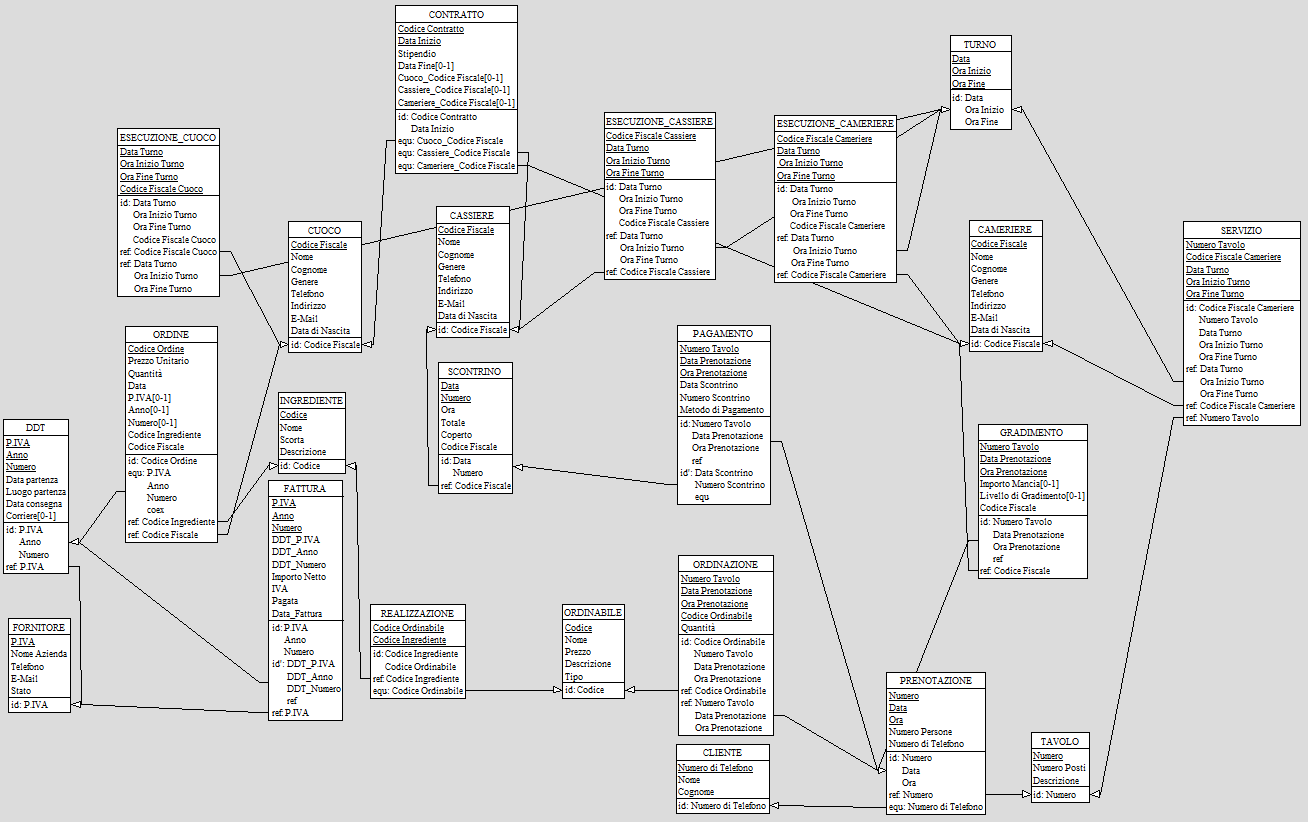 CONTRATTO
Codice Contratto
Data Inizio
Stipendio
Data Fine[0-1]
Cuoco_Codice Fiscale[0-1]
Cassiere_Codice Fiscale[0-1]
Cameriere_Codice Fiscale[0-1]
id: Codice Contratto
Data Inizio
equ: Cuoco_Codice Fiscale
equ: Cassiere_Codice Fiscale
equ: Cameriere_Codice Fiscale
TURNO
Data
Ora Inizio
Ora Fine
id: Data
Ora Inizio
Ora Fine
ESECUZIONE_CUOCO
Data Turno
Ora Inizio Turno
Ora Fine Turno
Codice Fiscale Cuoco
id: Data Turno
Ora Inizio Turno
Ora Fine Turno
Codice Fiscale Cuoco
ref: Codice Fiscale Cuoco
ref: Data Turno
Ora Inizio Turno
Ora Fine Turno
ESECUZIONE_CASSIERE
Codice Fiscale Cassiere
Data Turno
Ora Inizio Turno
Ora Fine Turno
id: Data Turno
Ora Inizio Turno
Ora Fine Turno
Codice Fiscale Cassiere
ref: Data Turno
Ora Inizio Turno
Ora Fine Turno
ref: Codice Fiscale Cassiere
ESECUZIONE_CAMERIERE
Codice Fiscale Cameriere
Data Turno
Ora Inizio Turno
Ora Fine Turno
id: Data Turno
Ora Inizio Turno
Ora Fine Turno
Codice Fiscale Cameriere
ref: Data Turno
Ora Inizio Turno
Ora Fine Turno
ref: Codice Fiscale Cameriere
CUOCO
Codice Fiscale
Nome
Cognome
Genere
Telefono
Indirizzo
E-Mail
Data di Nascita
id: Codice Fiscale
CASSIERE
Codice Fiscale
Nome
Cognome
Genere
Telefono
Indirizzo
E-Mail
Data di Nascita
id: Codice Fiscale
CAMERIERE
Codice Fiscale
Nome
Cognome
Genere
Telefono
Indirizzo
E-Mail
Data di Nascita
id: Codice Fiscale
SERVIZIO
Numero Tavolo
Codice Fiscale Cameriere
Data Turno
Ora Inizio Turno
Ora Fine Turno
id: Codice Fiscale Cameriere
Numero Tavolo
Data Turno
Ora Inizio Turno
Ora Fine Turno
ref: Data Turno
Ora Inizio Turno
Ora Fine Turno
ref: Codice Fiscale Cameriere
ref: Numero Tavolo
ORDINE
Codice Ordine
Prezzo Unitario
Quantità
Data
P.IVA[0-1]
Anno[0-1]
Numero[0-1]
Codice Ingrediente
Codice Fiscale
id: Codice Ordine
equ: P.IVA
Anno
Numero
coex
ref: Codice Ingrediente
ref: Codice Fiscale
PAGAMENTO
Numero Tavolo
Data Prenotazione
Ora Prenotazione
Data Scontrino
Numero Scontrino
Metodo di Pagamento
id: Numero Tavolo
Data Prenotazione
Ora Prenotazione
ref
id': Data Scontrino
Numero Scontrino
equ
SCONTRINO
Data
Numero
Ora
Totale
Coperto
Codice Fiscale
id: Data
Numero
ref: Codice Fiscale
INGREDIENTE
Codice
Nome
Scorta
Descrizione
id: Codice
DDT
P.IVA
Anno
Numero
Data partenza
Luogo partenza
Data consegna
Corriere[0-1]
id: P.IVA
Anno
Numero
ref: P.IVA
GRADIMENTO
Numero Tavolo
Data Prenotazione
Ora Prenotazione
Importo Mancia[0-1]
Livello di Gradimento[0-1]
Codice Fiscale
id: Numero Tavolo
Data Prenotazione
Ora Prenotazione
ref
ref: Codice Fiscale
FATTURA
P.IVA
Anno
Numero
DDT_P.IVA
DDT_Anno
DDT_Numero
Importo Netto
IVA
Pagata
Data_Fattura
id: P.IVA
Anno
Numero
id': DDT_P.IVA
DDT_Anno
DDT_Numero
ref
ref: P.IVA
FORNITORE
P.IVA
Nome Azienda
Telefono
E-Mail
Stato
id: P.IVA
REALIZZAZIONE
Codice Ordinabile
Codice Ingrediente
id: Codice Ingrediente
Codice Ordinabile
ref: Codice Ingrediente
equ: Codice Ordinabile
ORDINABILE
Codice
Nome
Prezzo
Descrizione
Tipo
id: Codice
ORDINAZIONE
Numero Tavolo
Data Prenotazione
Ora Prenotazione
Codice Ordinabile
Quantità
id: Codice Ordinabile
Numero Tavolo
Data Prenotazione
Ora Prenotazione
ref: Codice Ordinabile
ref: Numero Tavolo
Data Prenotazione
Ora Prenotazione
PRENOTAZIONE
Numero
Data
Ora
Numero Persone
Numero di Telefono
id: Numero
Data
Ora
ref: Numero
equ: Numero di Telefono
CLIENTE
Numero di Telefono
Nome
Cognome
id: Numero di Telefono
TAVOLO
Numero
Numero Posti
Descrizione
id: Numero